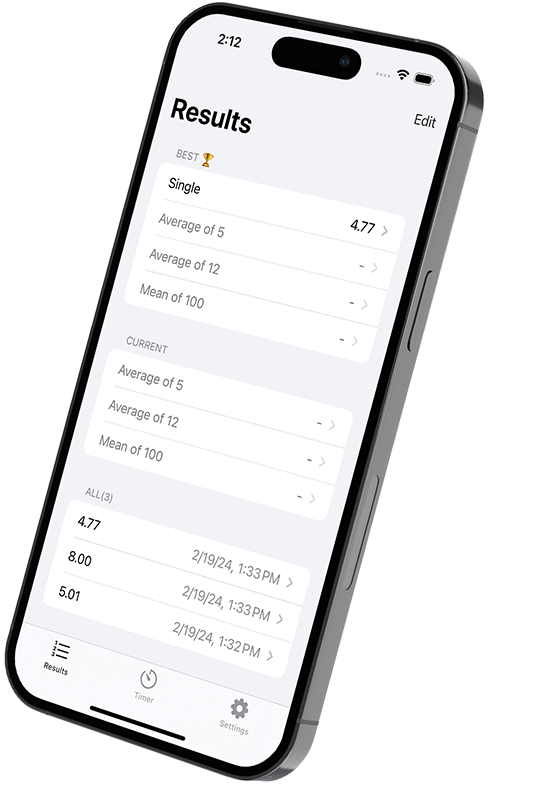 2:12
Edit
Results
BEST 🏆
Single 4.77
Average of 5 -
Average of 12 -
Mean of 100 -
CURRENT
Average of 5 -
Average of 12 -
Mean of 100 -
ALL(3)
4.77 2/19/24, 1:33 PM
8.00 2/19/24, 1:33 PM
5.01 2/19/24, 1:32 PM
Results Timer Settings